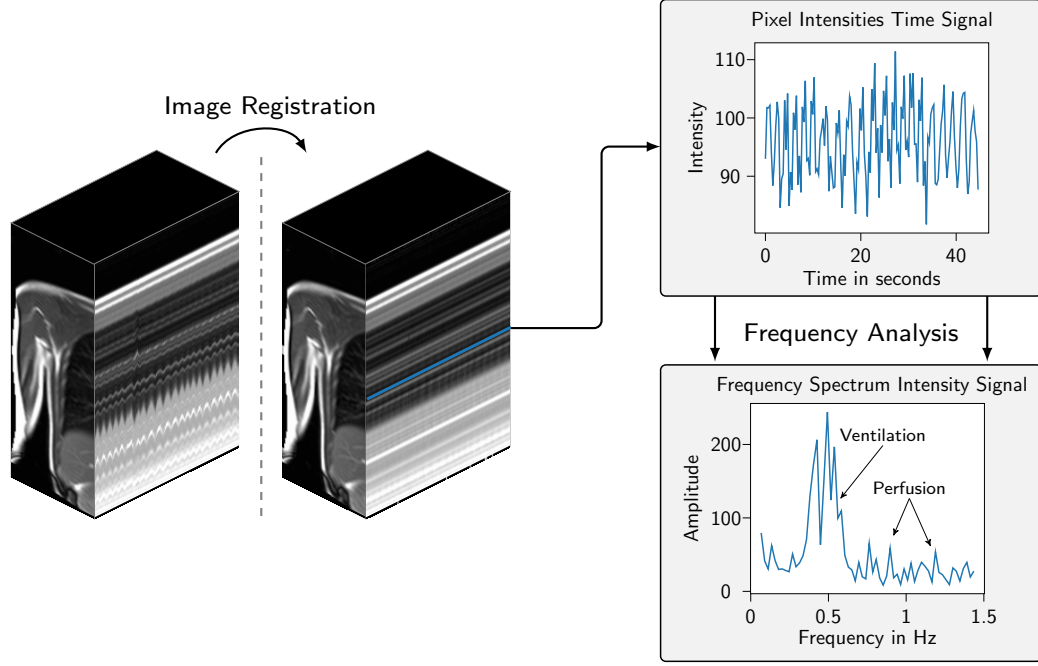 Image Registration
Pixel Intensities Time Signal
110
100
90
Intensity
0 20 40
Time in seconds
Frequency Analysis
Frequency Spectrum Intensity Signal
200
100
0
Amplitude
Ventilation
Perfusion
0 0.5 1 1.5
Frequency in Hz